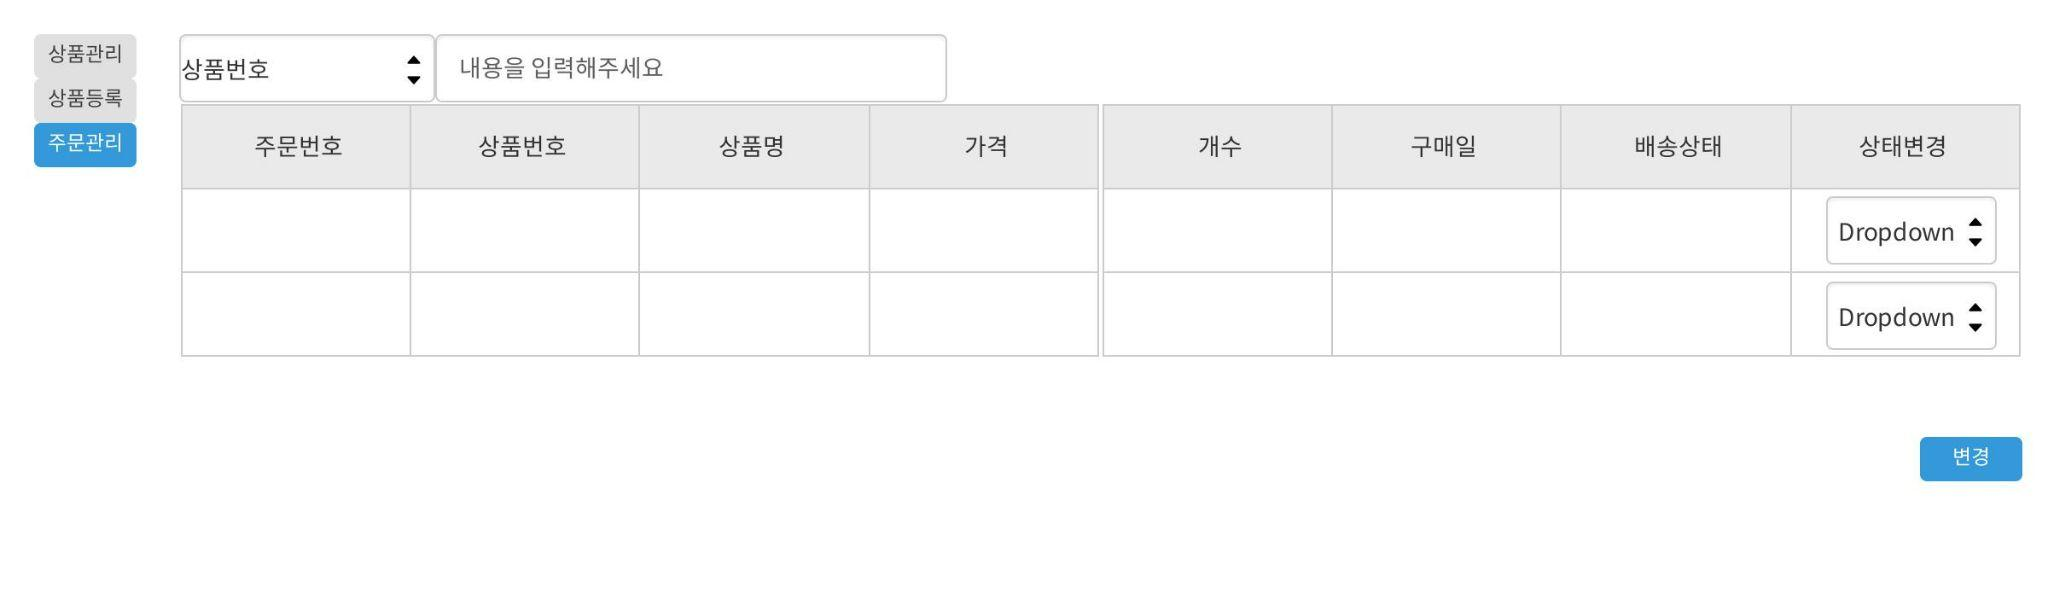 상품관리
상품등록
주문관리
상품번호
내용을 입력해주세요
주문번호 상품번호 상품명 가격 개수 구매일 배송상태 상태변경
Dropdown
Dropdown
변경